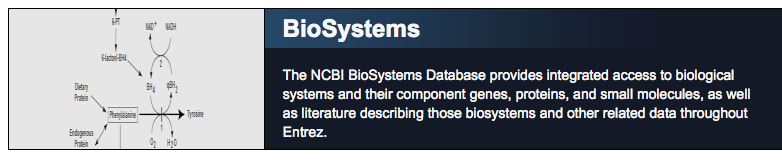 6-PT
NAD+
NADH
6-lactoyl-BH4
2
Dietary
Protein
BH4
qBH2
Phenylalanine
Tyrosine
1
Endogenous
Protein
O2
H2O
BioSystems
The NCBI BioSystems Database provides integrated access to biological
systems and their component genes, proteins, and small molecules, as well
as literature describing those biosystems and other related data throughout
Entrez.